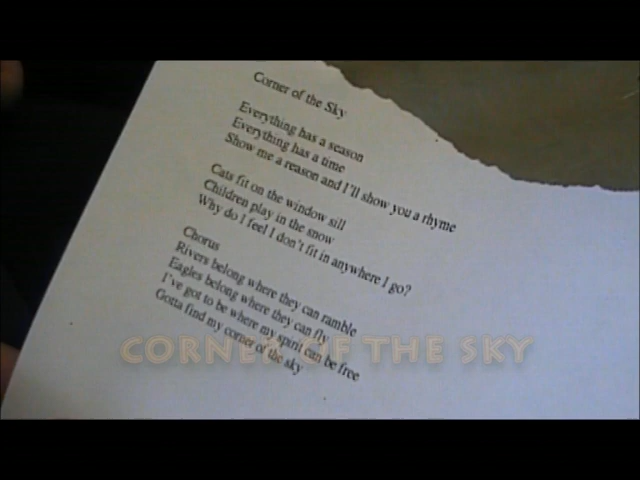 Corner of the Sky
Everything has a season
Everything has a time
Show me a reason and I'll show you a rhyme
Cats fit on the window sill
Children play in the snow
Why do I feel I don't fit in anywhere I go?
Chorus
Rivers belong where they can ramble
Eagles belong where they can fly
I've got to be where my spirit can be free
Gotta find my corner of the sky
CORNER OF THE SKY